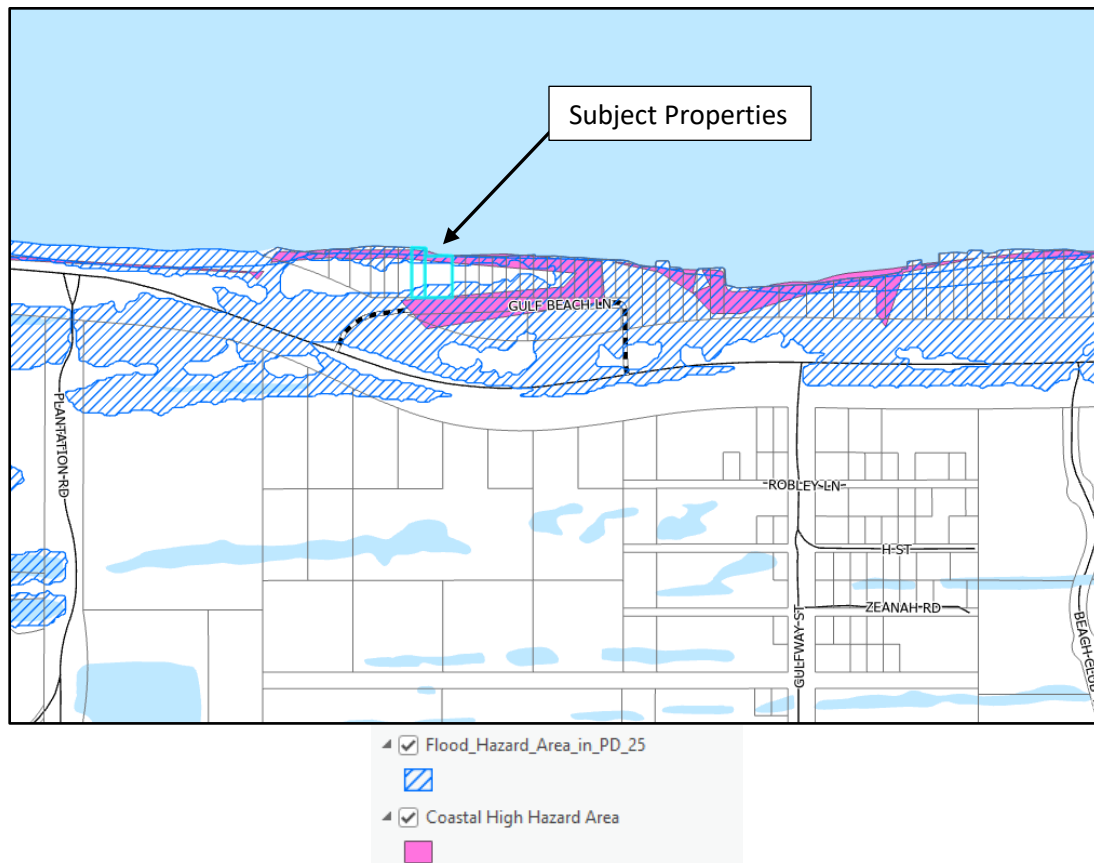 Subject Properties
GULF BEACH LN
PLANTATION RD
ROBLEY LN
H ST
ZEANAH RD
GULFWAY ST
BEACH CLUB
Flood_Hazard_Area_in_PD_25
Coastal High Hazard Area